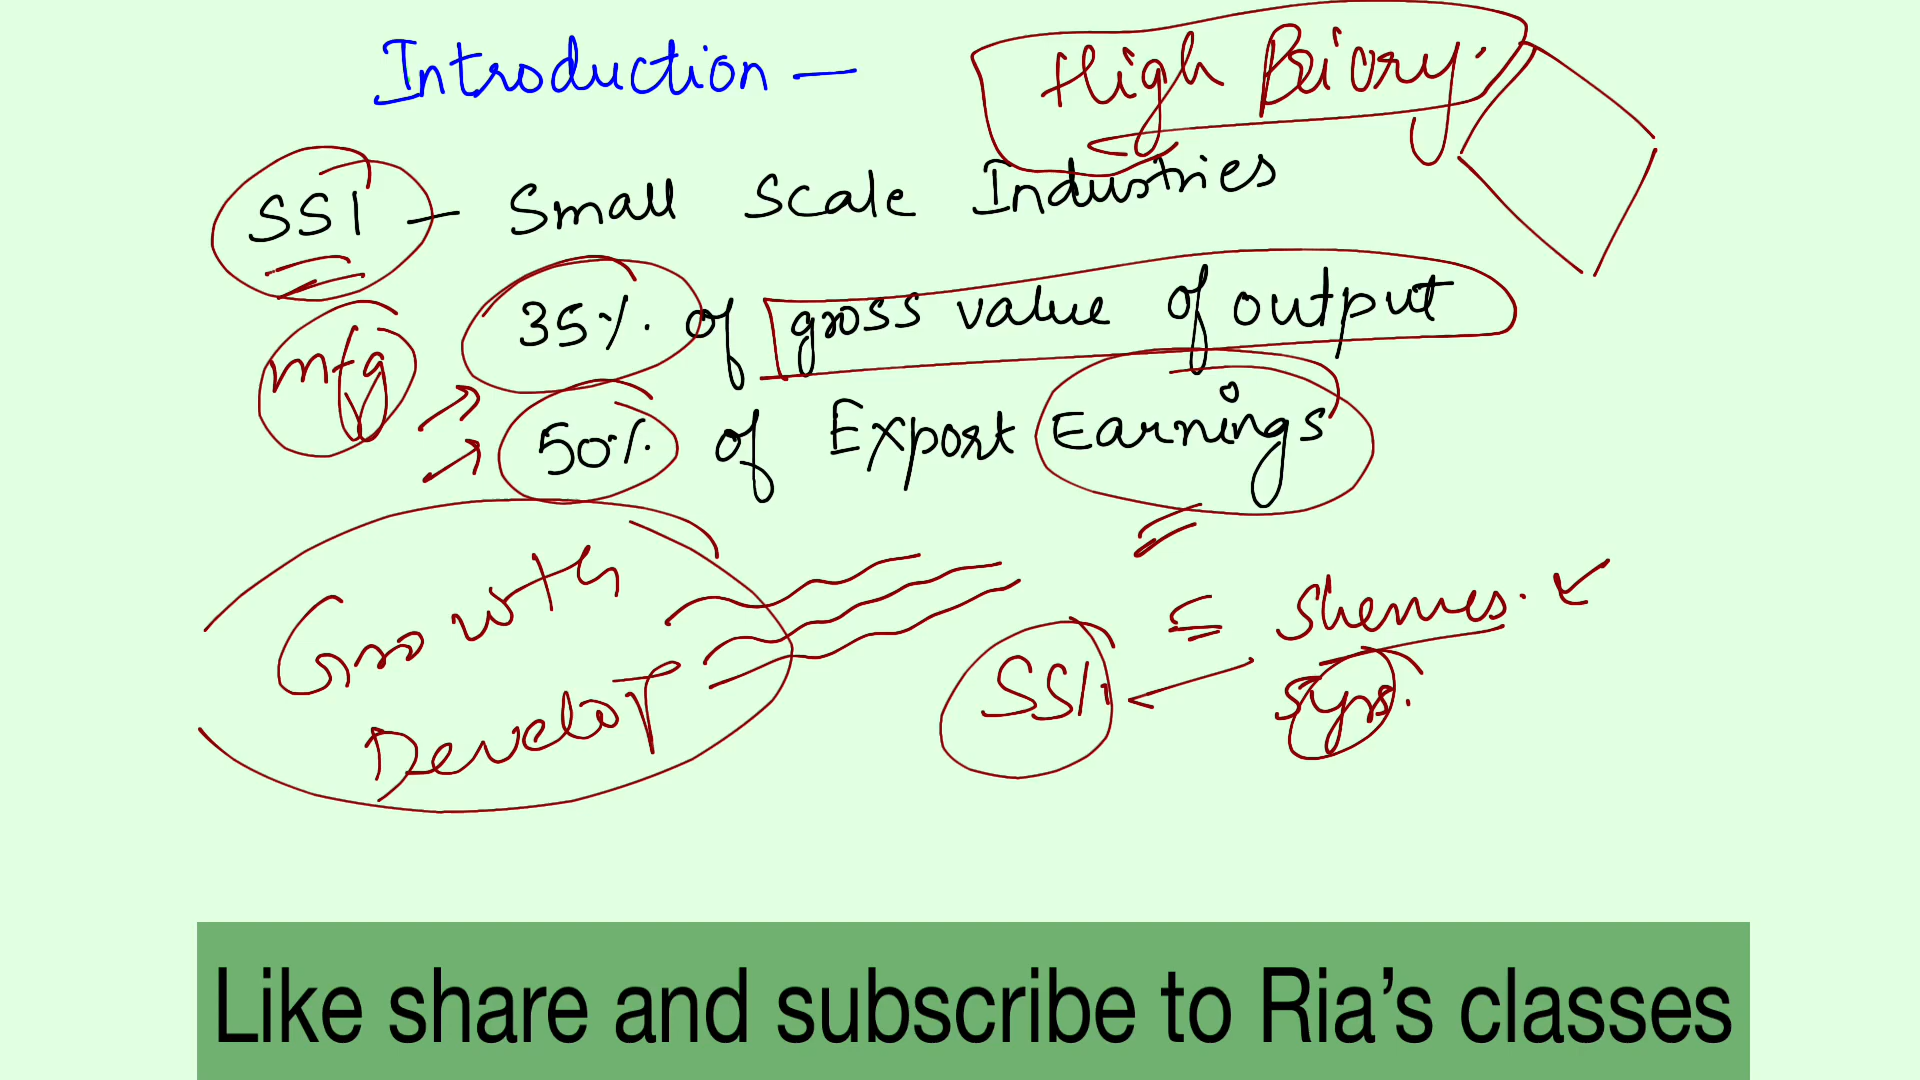 Introduction —
High Priory.
SSI — Small Scale Industries
35% of gross value of output
mfg
50% of Export Earnings
Growth
Shemes.
Develop
SSI
5yrs.
Like share and subscribe to Ria’s classes